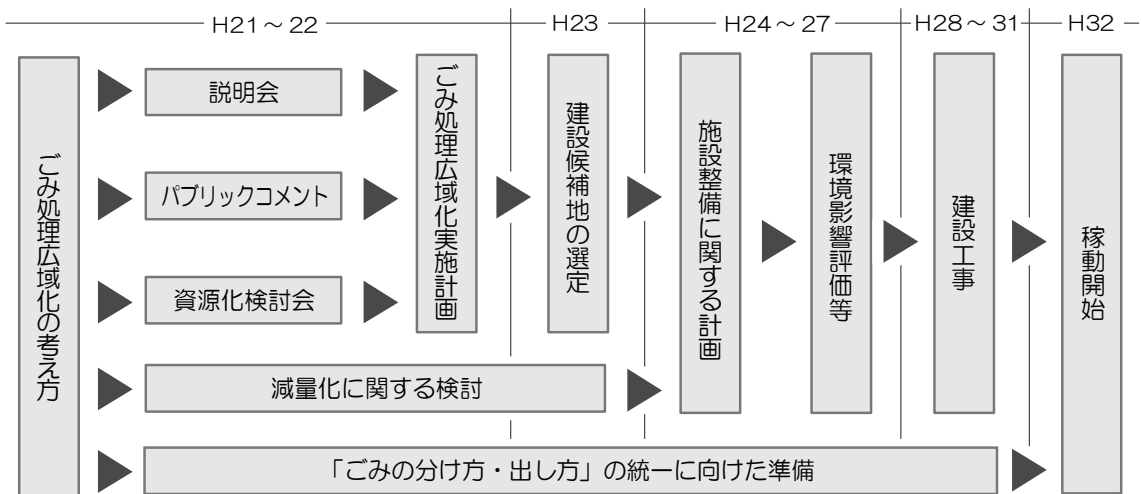 H21～22
H23
H24～27
H28～31
H32
ごみ処理広域化の考え方
説明会
パブリックコメント
資源化検討会
ごみ処理広域化実施計画
建設候補地の選定
減量化に関する検討
施設整備に関する計画
環境影響評価等
建設工事
稼動開始
「ごみの分け方・出し方」の統一に向けた準備